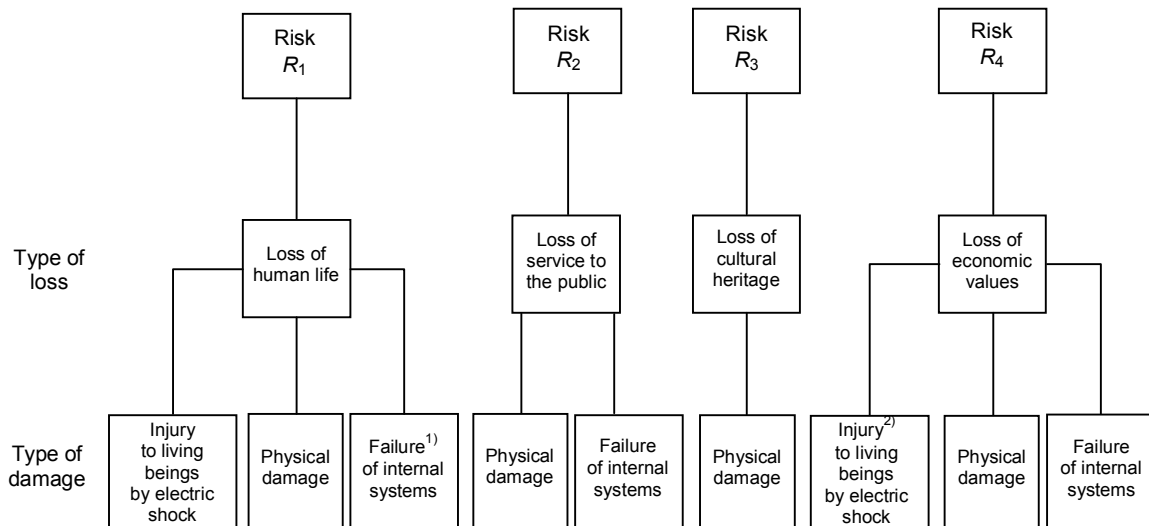 Risk
R1
Risk
R2
Risk
R3
Risk
R4
Type of
loss
Loss of
human life
Loss of
service to
the public
Loss of
cultural
heritage
Loss of
economic
values
Type of
damage
Injury
to living
beings
by electric
shock
Physical
damage
Failure1)
of internal
systems
Physical
damage
Failure
of internal
systems
Physical
damage
Injury2)
to living
beings
by electric
shock
Physical
damage
Failure
of internal
systems